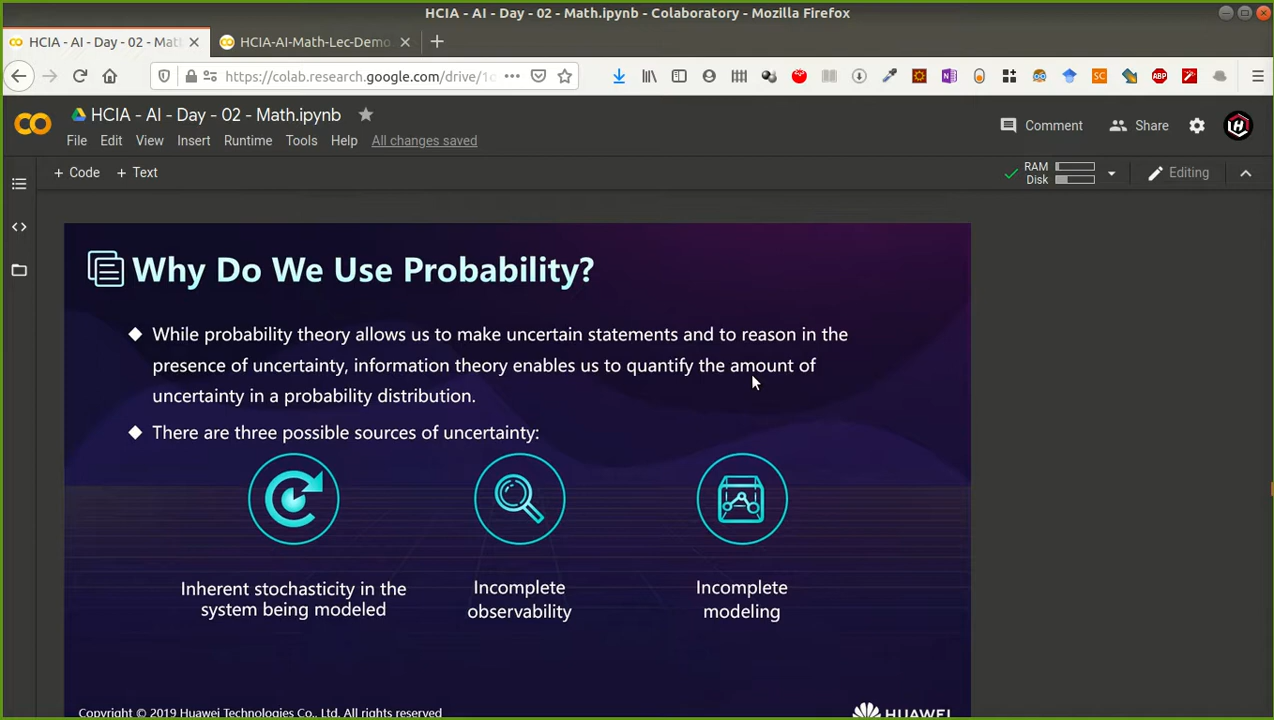 HCIA - AI - Day - 02 - Math.ipynb - Colaboratory - Mozilla Firefox
HCIA - AI - Day - 02 - Mat
HCIA-AI-Math-Lec-Demo.
https://colab.research.google.com/drive/1
HCIA - AI - Day - 02 - Math.ipynb
Comment
Share
File Edit View Insert Runtime Tools Help All changes saved
+ Code + Text
RAM
Disk
Editing
Why Do We Use Probability?
While probability theory allows us to make uncertain statements and to reason in the
presence of uncertainty, information theory enables us to quantify the amount of
uncertainty in a probability distribution.
There are three possible sources of uncertainty:
Inherent stochasticity in the
system being modeled
Incomplete
observability
Incomplete
modeling
Copyright © 2019 Huawei Technologies Co., Ltd. All rights reserved
HUAWEI